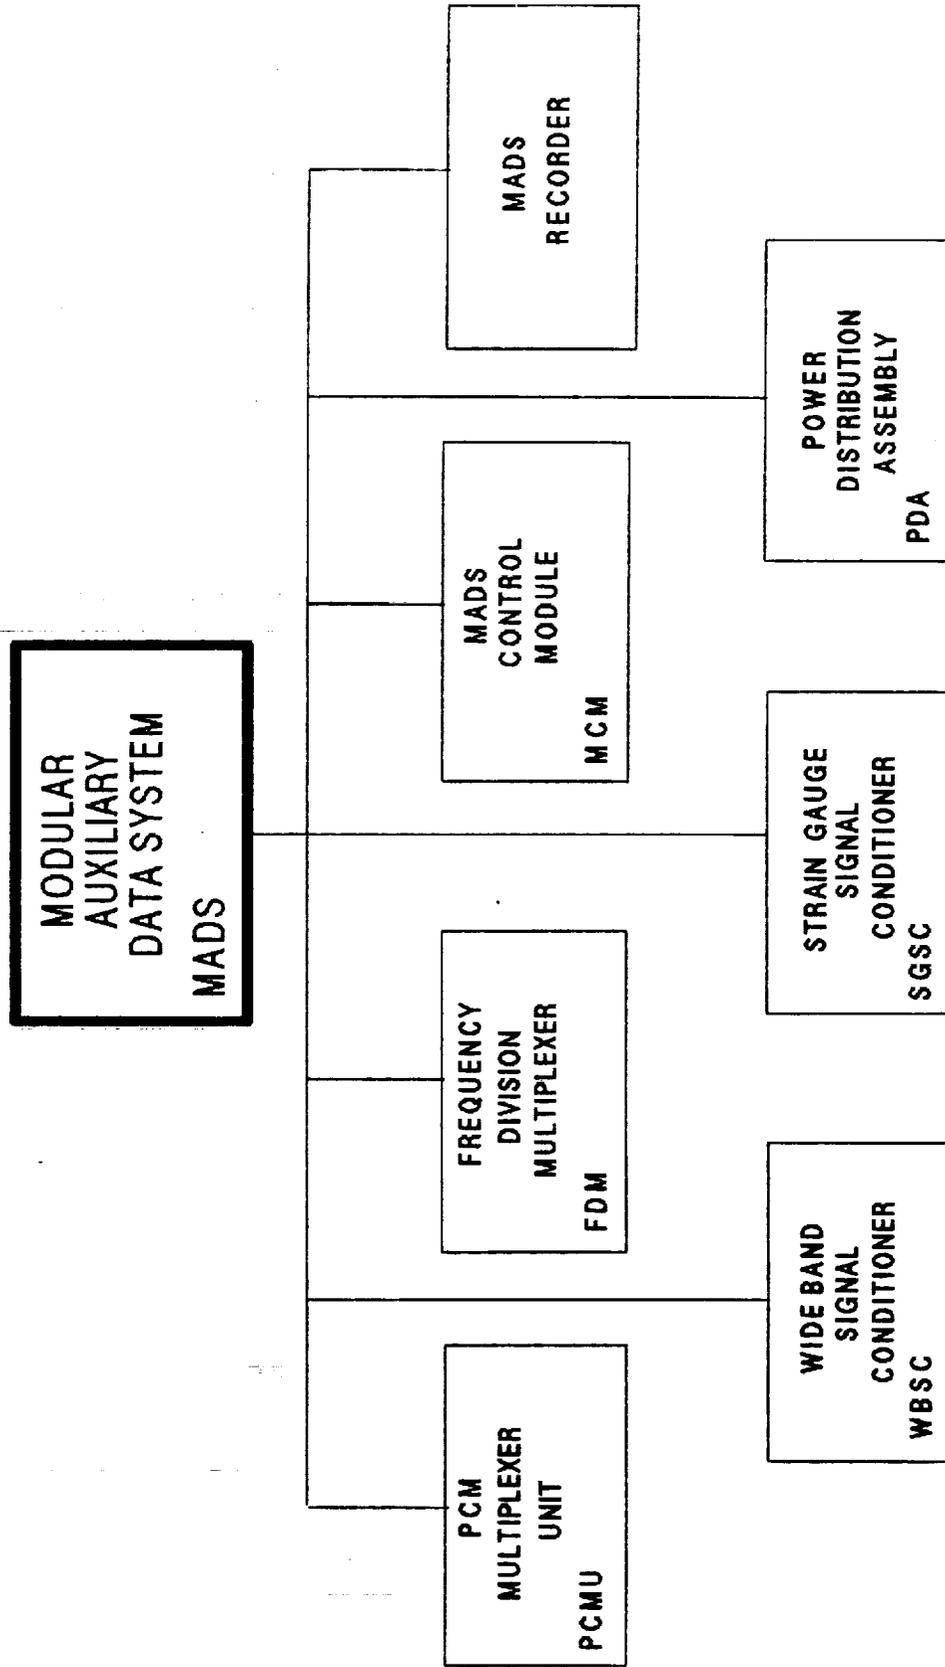 MODULAR
AUXILIARY
DATA SYSTEM
MADS
PCM
MULTIPLEXER
UNIT
PCMU
FREQUENCY
DIVISION
MULTIPLEXER
FDM
MADS
CONTROL
MODULE
MCM
MADS
RECORDER
WIDE BAND
SIGNAL
CONDITIONER
WBSC
STRAIN GAUGE
SIGNAL
CONDITIONER
SGSC
POWER
DISTRIBUTION
ASSEMBLY
PDA